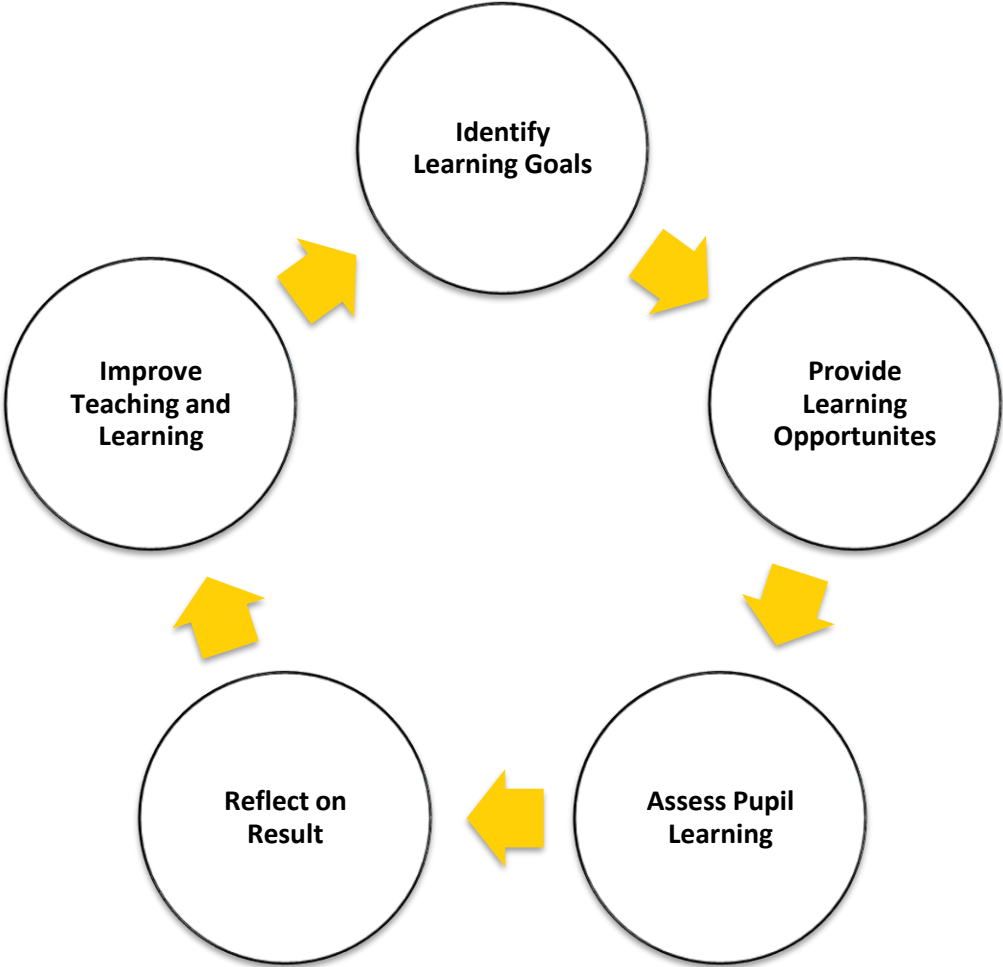 Identify
Learning Goals
Provide
Learning
Opportunites
Assess Pupil
Learning
Reflect on
Result
Improve
Teaching and
Learning